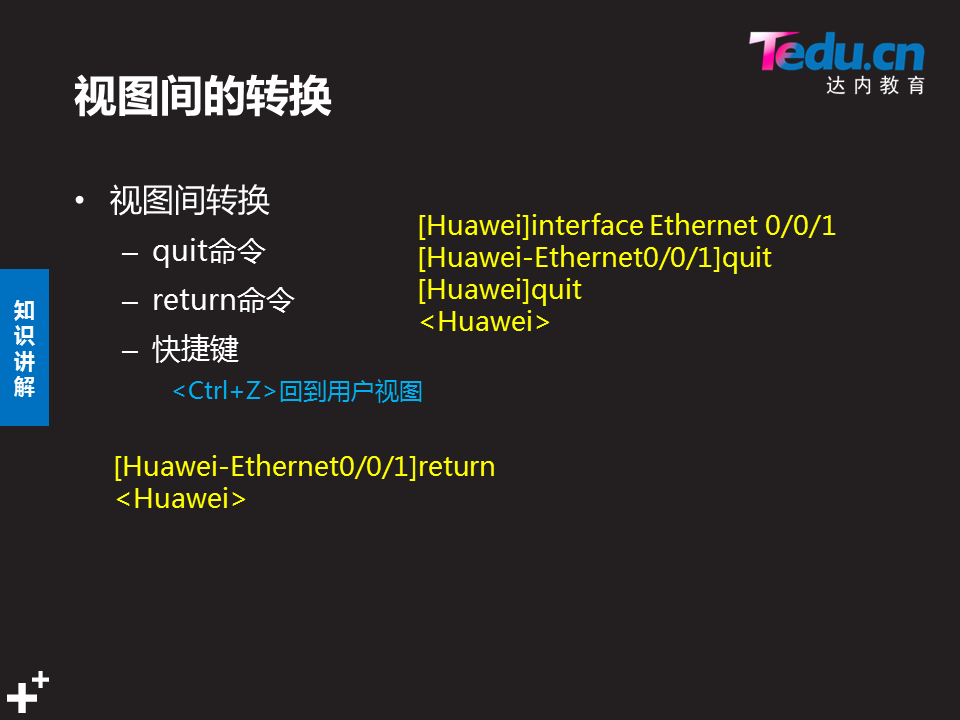 Tedu.cn
达内教育
视图间的转换
• 视图间转换
– quit命令
– return命令
– 快捷键
<Ctrl+Z>回到用户视图
[Huawei]interface Ethernet 0/0/1
[Huawei-Ethernet0/0/1]quit
[Huawei]quit
<Huawei>
[Huawei-Ethernet0/0/1]return
<Huawei>
知识讲解